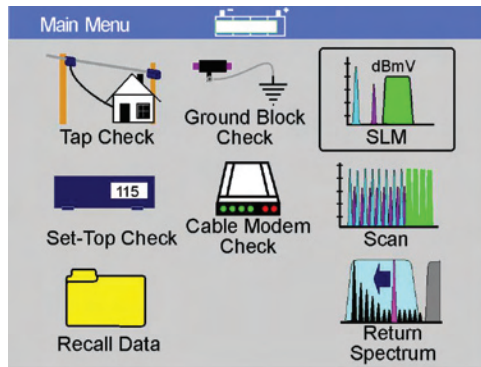 Main Menu
- +
dBmV
Tap Check
Ground Block
Check
SLM
115
Set-Top Check
Cable Modem
Check
Scan
Recall Data
Return
Spectrum